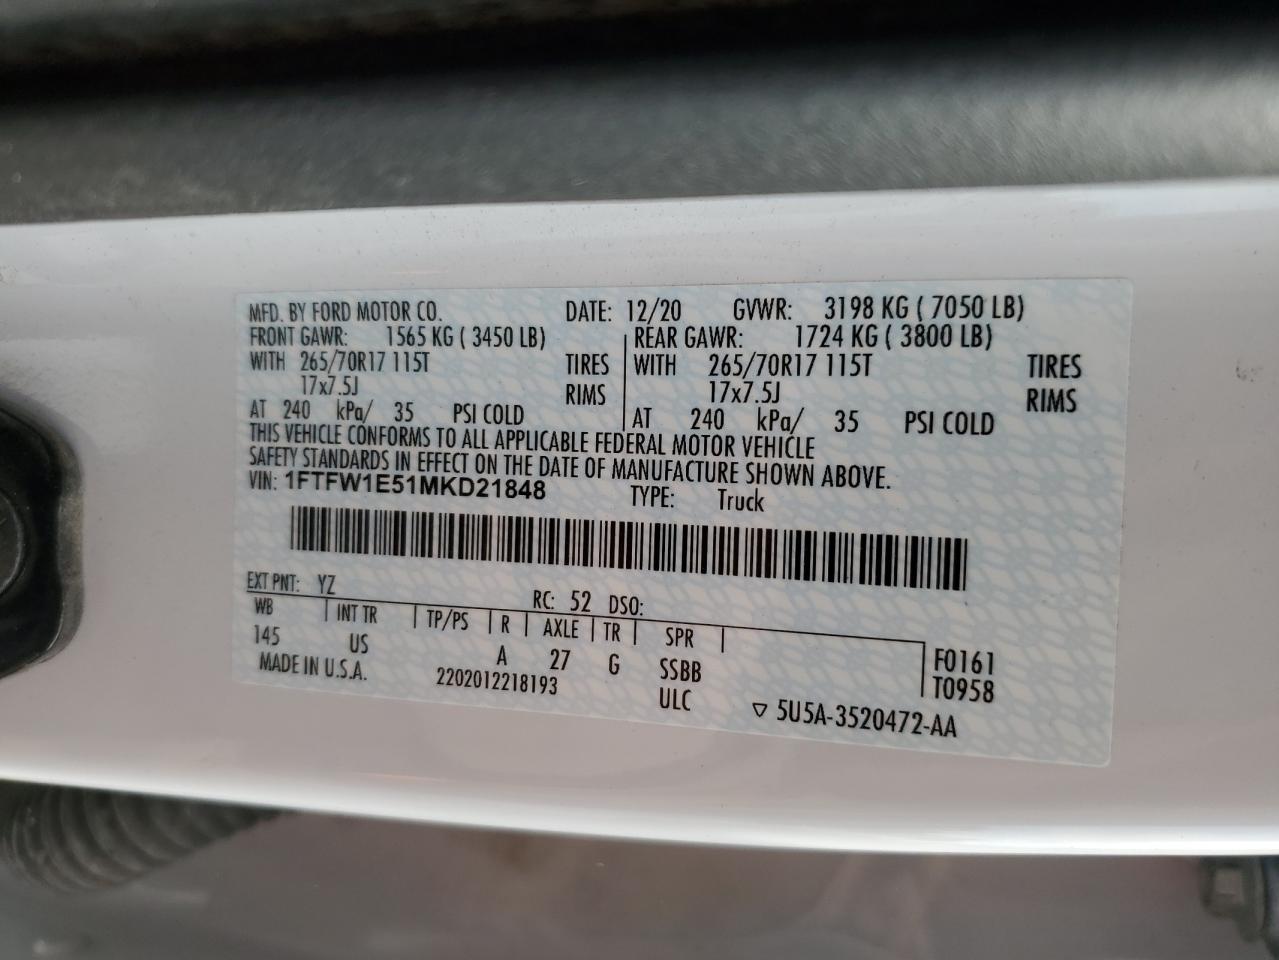 MFD. BY FORD MOTOR CO. DATE: 12/20 GVWR: 3198 KG ( 7050 LB)
FRONT GAWR: 1565 KG ( 3450 LB) REAR GAWR: 1724 KG ( 3800 LB)
WITH 265/70R17 115T TIRES WITH 265/70R17 115T TIRES
17x7.5J RIMS 17x7.5J RIMS
AT 240 kPa/ 35 PSI COLD AT 240 kPa/ 35 PSI COLD
THIS VEHICLE CONFORMS TO ALL APPLICABLE FEDERAL MOTOR VEHICLE
SAFETY STANDARDS IN EFFECT ON THE DATE OF MANUFACTURE SHOWN ABOVE.
VIN: 1FTFW1E51MKD21848 TYPE: Truck
EXT PNT: YZ RC: 52 DSO:
WB INT TR TP/PS R AXLE TR SPR
145 US A 27 G SSBB F0161
MADE IN U.S.A. 2202012218193 ULC T0958
▽ 5U5A-3520472-AA